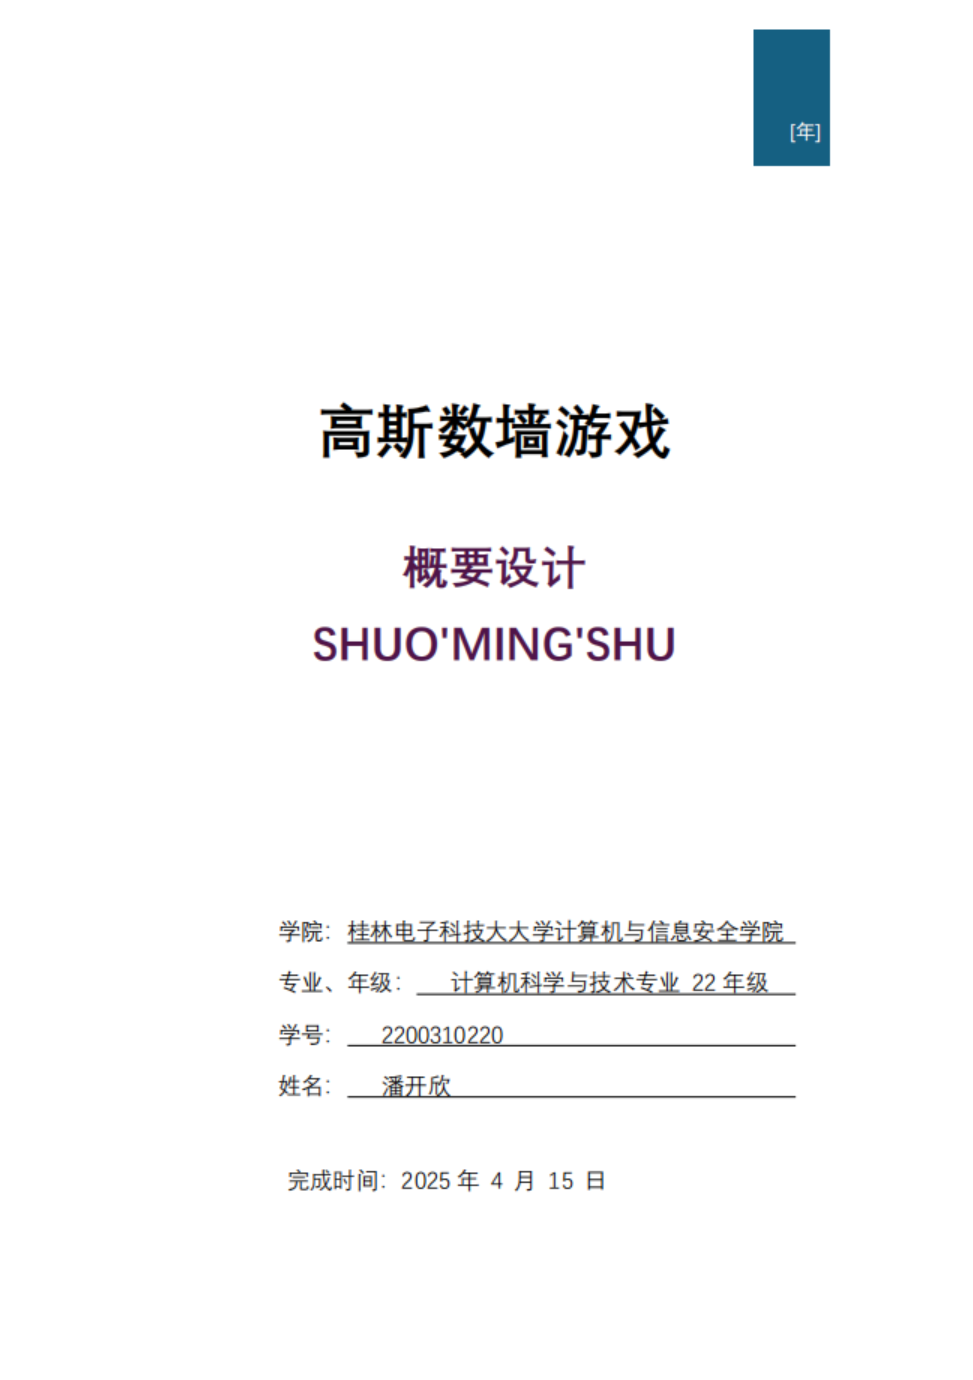 [年]
高斯数墙游戏
概要设计
SHUO'MING'SHU
学院：桂林电子科技大大学计算机与信息安全学院
专业、年级：计算机科学与技术专业 22 年级
学号：2200310220
姓名：潘开欣
完成时间：2025 年 4 月 15 日